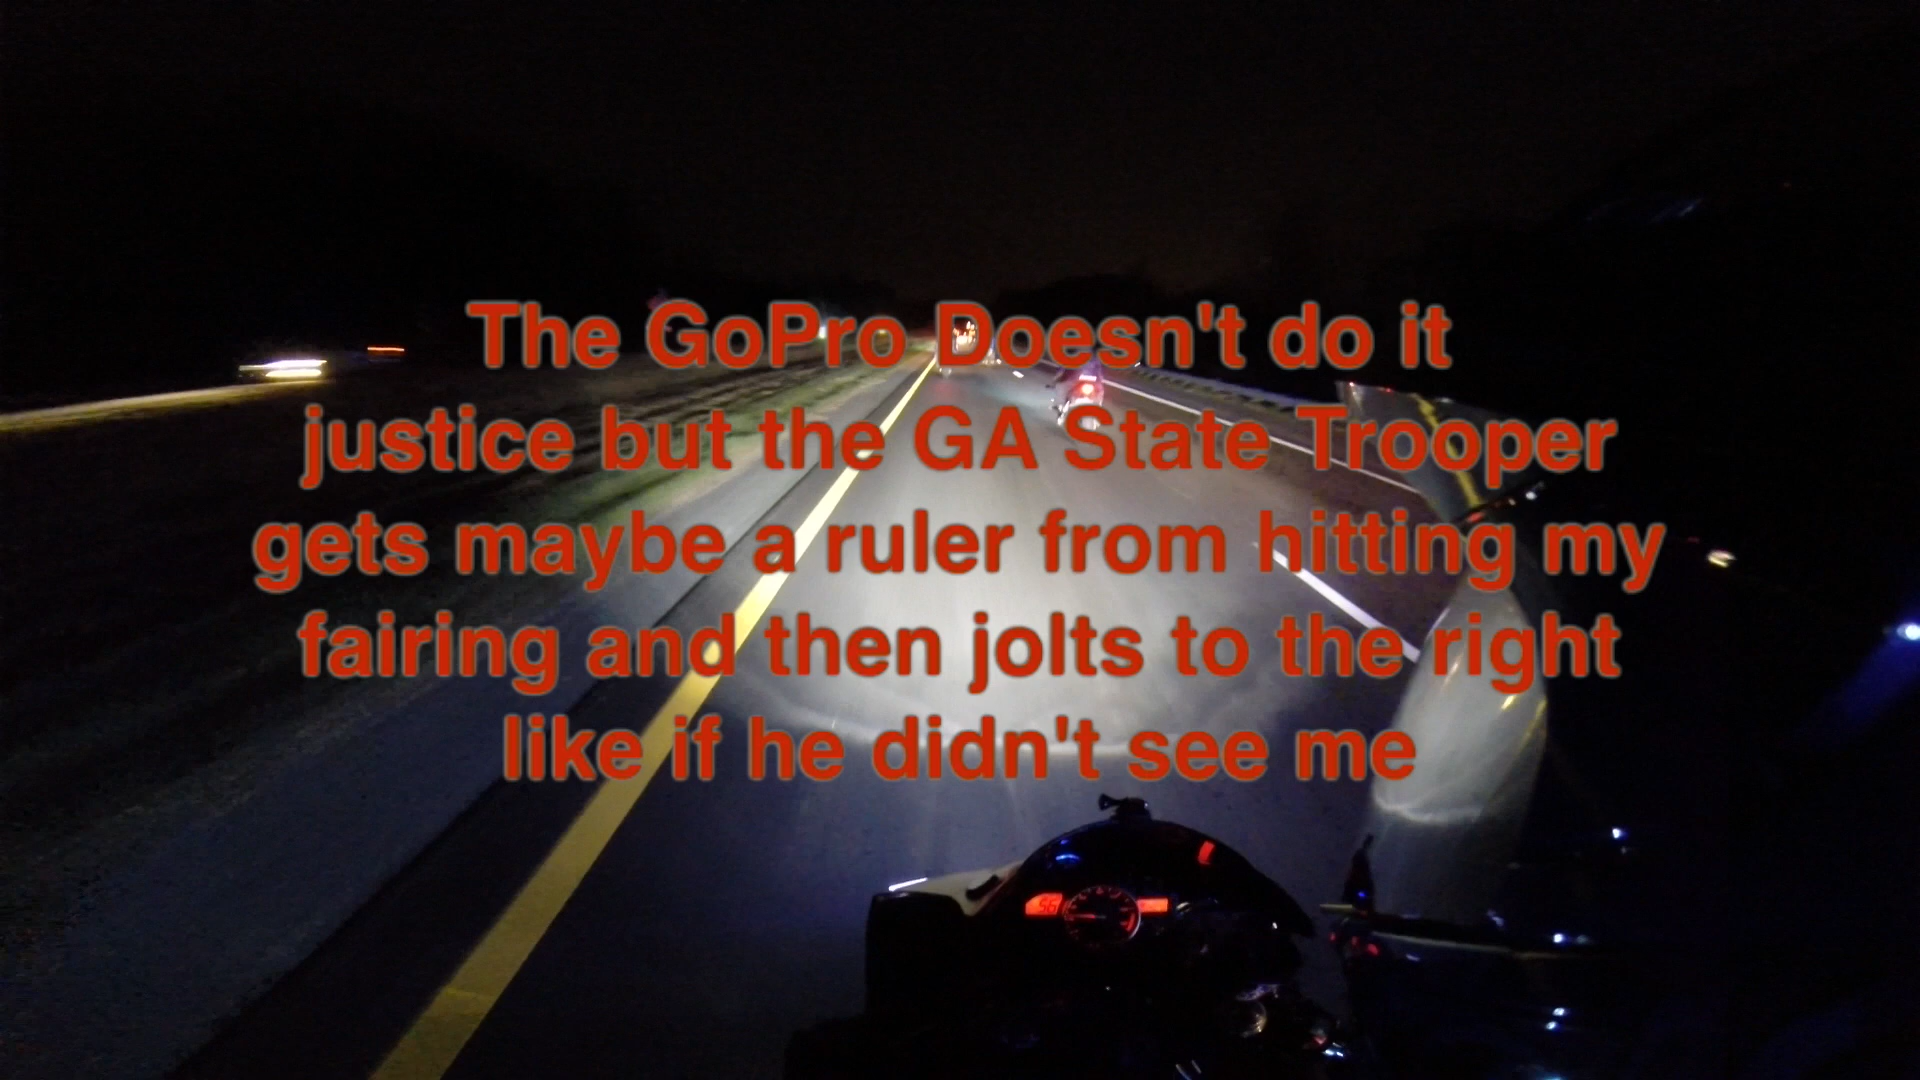 The GoPro Doesn't do it
justice but the GA State Trooper
gets maybe a ruler from hitting my
fairing and then jolts to the right
like if he didn't see me
56